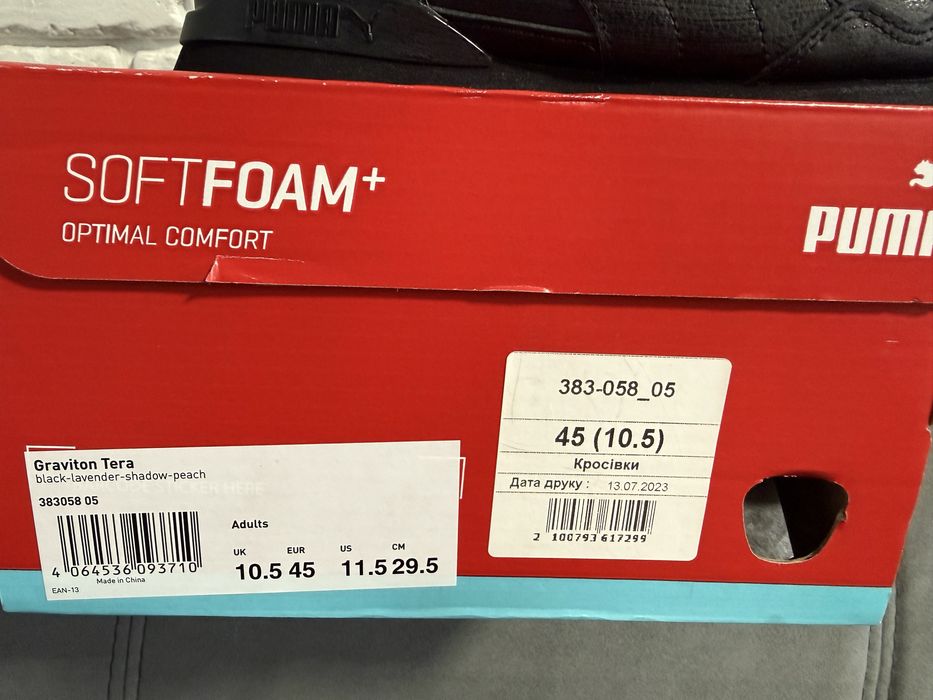 PUMA
SOFTFOAM+
OPTIMAL COMFORT
PUMA
383-058_05
45 (10.5)
Кросівки
Дата друку : 13.07.2023
2 100793 617299
Graviton Tera
black-lavender-shadow-peach
383058 05
STICKER HERE
4 064536 093710
Made in China
EAN-13
Adults
UK EUR US CM
10.5 45 11.5 29.5